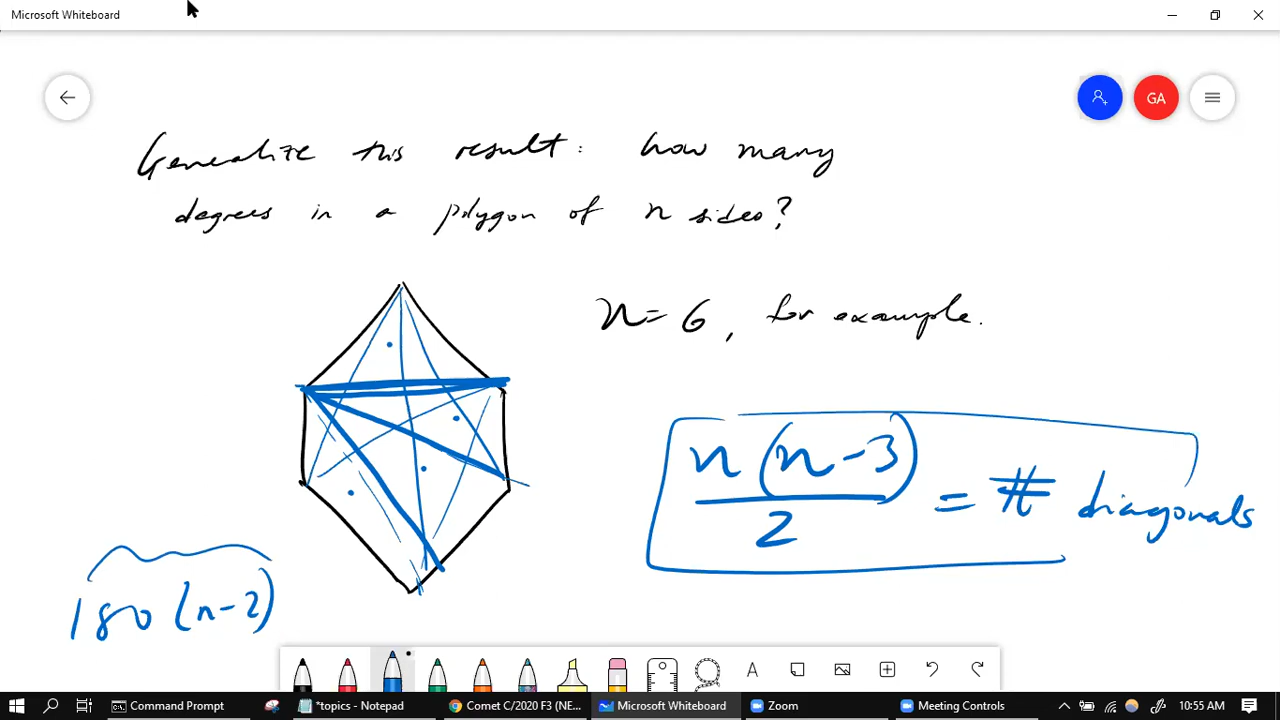 Microsoft Whiteboard
GA
Generalize this result: how many
degrees in a polygon of n sides?
n=6, for example.
n(n-3)/2 = # diagonals
180(n-2)
A
Command Prompt
*topics - Notepad
Comet C/2020 F3 (NE...
Microsoft Whiteboard
Zoom
Meeting Controls
10:55 AM